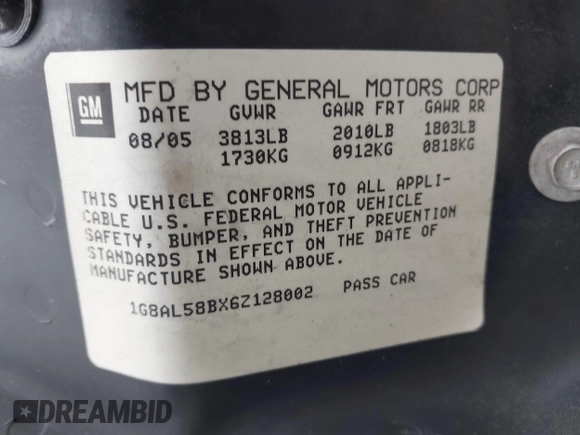 GM
MFD BY GENERAL MOTORS CORP
DATE GVWR GAWR FRT GAWR RR
08/05 3813LB 2010LB 1803LB
1730KG 0912KG 0818KG
THIS VEHICLE CONFORMS TO ALL APPLI-
CABLE U.S. FEDERAL MOTOR VEHICLE
SAFETY, BUMPER, AND THEFT PREVENTION
STANDARDS IN EFFECT ON THE DATE OF
MANUFACTURE SHOWN ABOVE.
1G8AL58BX6Z128002 PASS CAR
DREAMBID